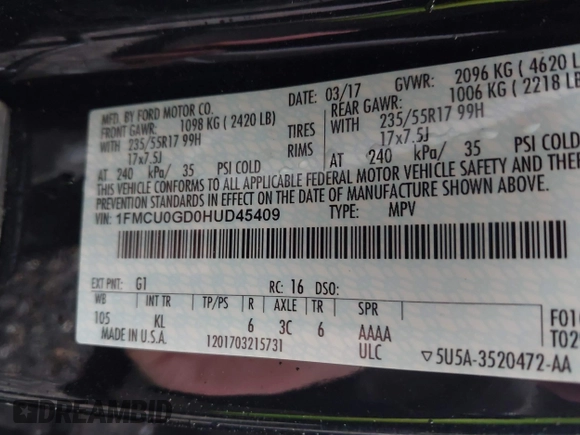 MFD. BY FORD MOTOR CO.
DATE: 03/17 GVWR: 2096 KG ( 4620 L
FRONT GAWR: 1098 KG ( 2420 LB) REAR GAWR: 1006 KG ( 2218 LB
WITH 235/55R17 99H TIRES WITH 235/55R17 99H
17x7.5J RIMS 17x7.5J
AT 240 kPa/ 35 PSI COLD AT 240 kPa/ 35 PSI COLD
THIS VEHICLE CONFORMS TO ALL APPLICABLE FEDERAL MOTOR VEHICLE SAFETY AND THEF
PREVENTION STANDARDS IN EFFECT ON THE DATE OF MANUFACTURE SHOWN ABOVE.
VIN: 1FMCU0GD0HUD45409 TYPE: MPV
EXT PNT: G1 RC: 16 DSO:
WB INT TR TP/PS R AXLE TR SPR
105 KL 6 3C 6 AAAA
MADE IN U.S.A. 1201703215731 ULC
F016
T020
▽5U5A-3520472-AA
DREAMBID